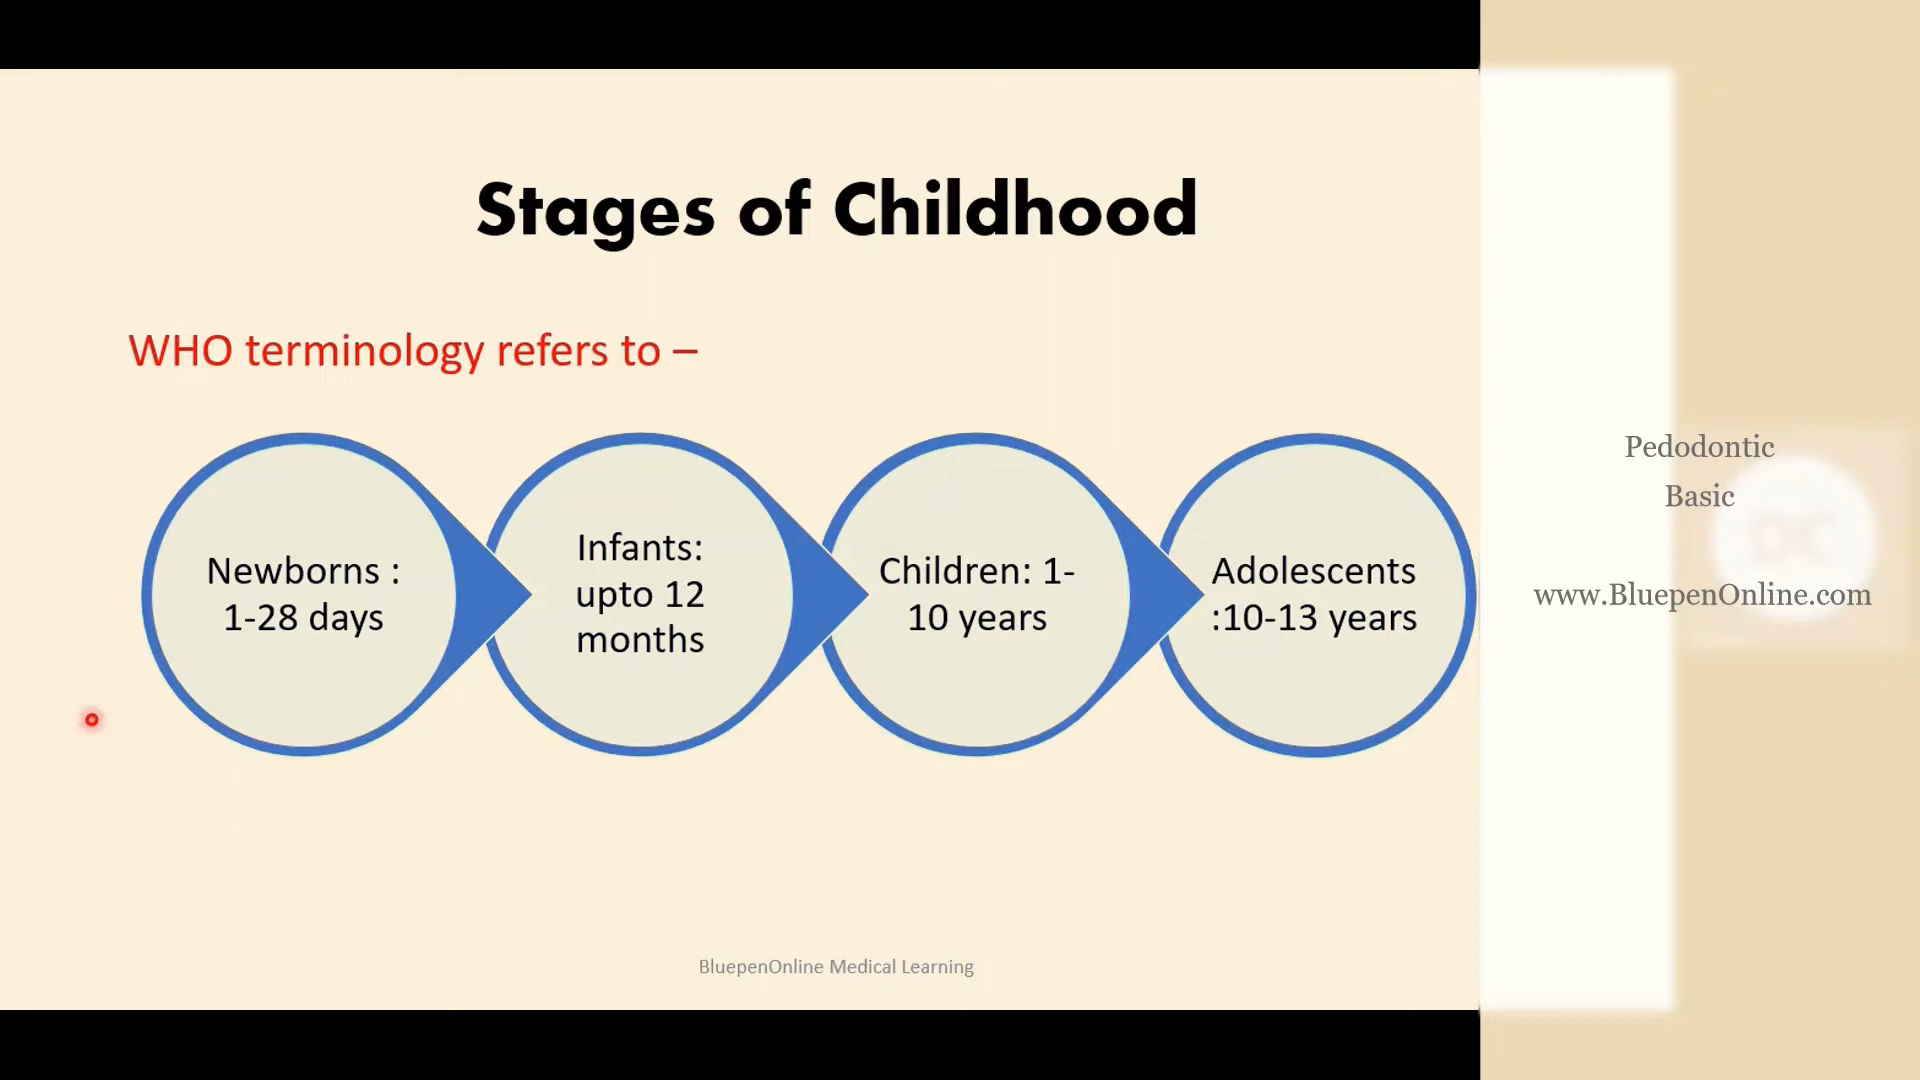 Stages of Childhood
WHO terminology refers to –
Newborns :
1-28 days
Infants:
upto 12
months
Children: 1-
10 years
Adolescents
:10-13 years
Pedodontic
Basic
www.BluepenOnline.com
BluepenOnline Medical Learning